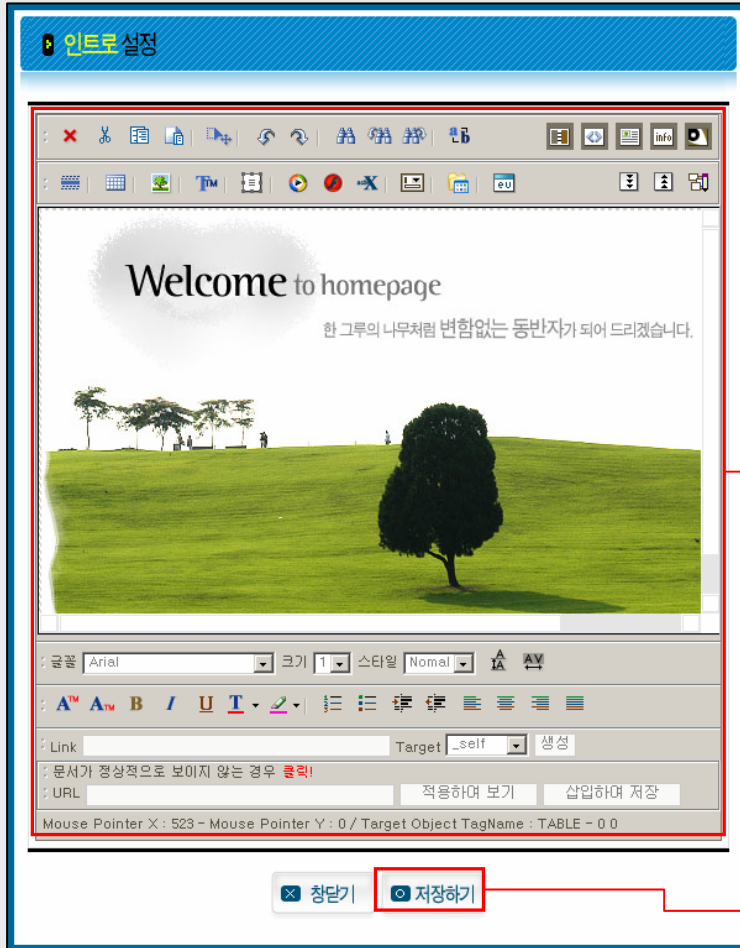 인트로 설정
info
eu
Welcome to homepage
한 그루의 나무처럼 변함없는 동반자가 되어 드리겠습니다.
글꼴 Arial 크기 1 스타일 Nomal
Link Target _self 생성
문서가 정상적으로 보이지 않는 경우 클릭!
URL 적용하며 보기 삽입하며 저장
Mouse Pointer X : 523 - Mouse Pointer Y : 0 / Target Object TagName : TABLE - 0 0
창닫기 저장하기